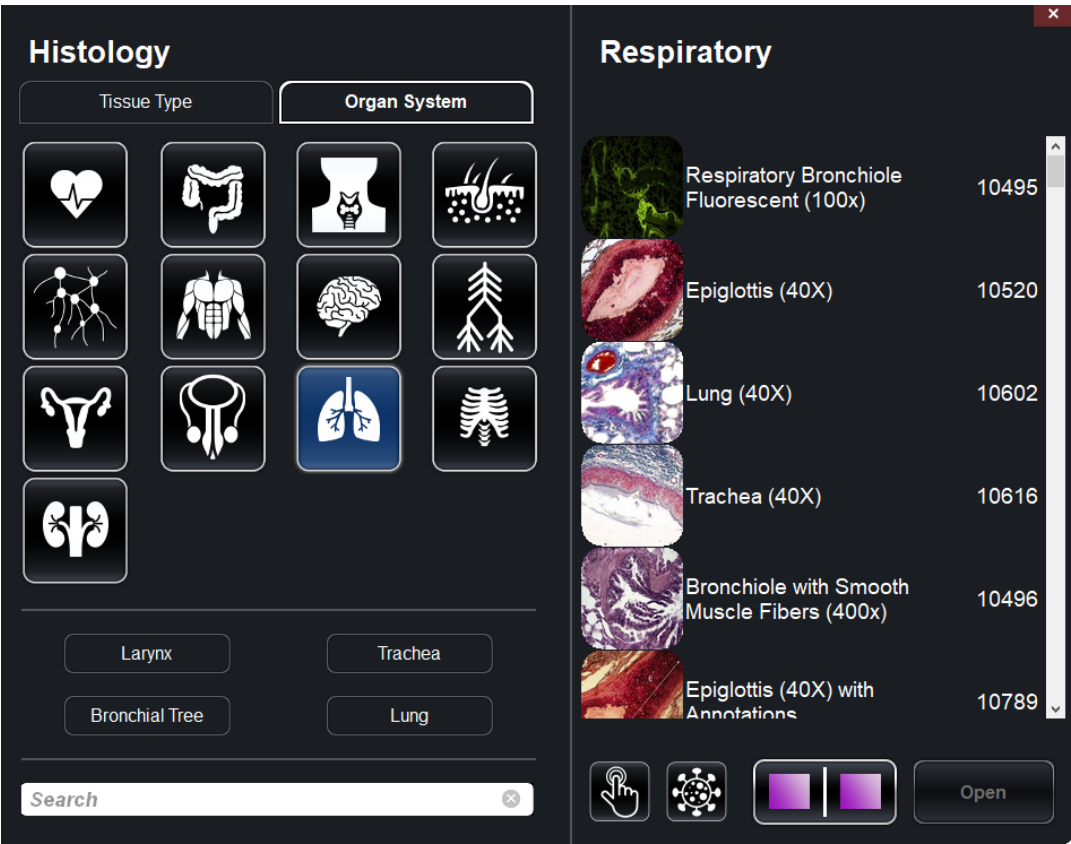 Histology
Tissue Type
Organ System
Larynx
Trachea
Bronchial Tree
Lung
Search
Respiratory
Respiratory Bronchiole
Fluorescent (100x)
10495
Epiglottis (40X)
10520
Lung (40X)
10602
Trachea (40X)
10616
Bronchiole with Smooth
Muscle Fibers (400x)
10496
Epiglottis (40X) with
Annotations
10789
Open